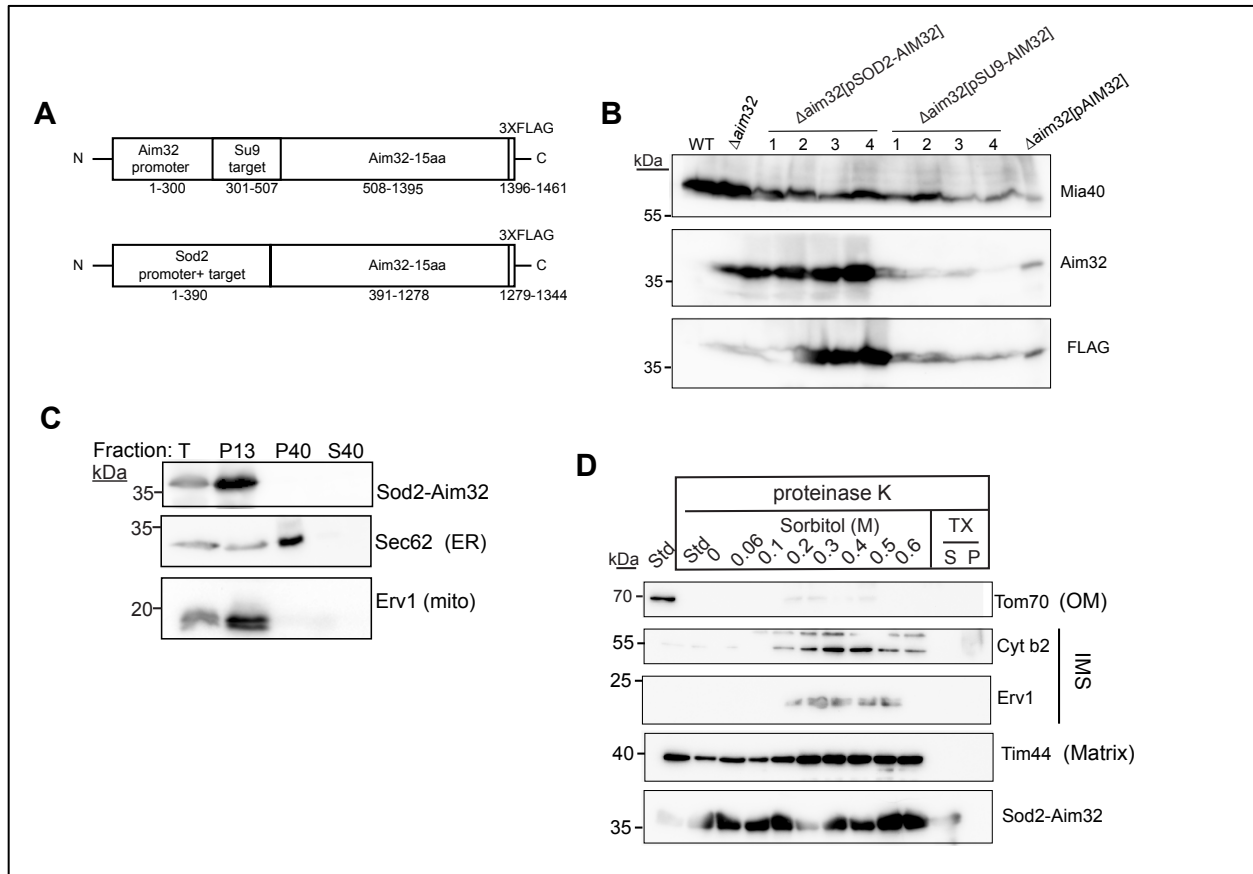 A
3XFLAG
N
Aim32 promoter
Su9 target
Aim32-15aa
C
1-300
301-507
508-1395
1396-1461
3XFLAG
N
Sod2 promoter+ target
Aim32-15aa
C
1-390
391-1278
1279-1344
B
Δaim32[pSOD2-AIM32]
Δaim32[pSU9-AIM32]
WT Δaim32 1 2 3 4 1 2 3 4 Δaim32[pAIM32]
kDa
Mia40
55
Aim32
35
FLAG
35
C
Fraction: T P13 P40 S40
kDa
35
Sod2-Aim32
35
Sec62 (ER)
20
Erv1 (mito)
D
proteinase K
Sorbitol (M)
TX
kDa Std Std 0 0.06 0.1 0.2 0.3 0.4 0.5 0.6 S P
70
Tom70 (OM)
55
Cyt b2
IMS
25
Erv1
40
Tim44 (Matrix)
35
Sod2-Aim32